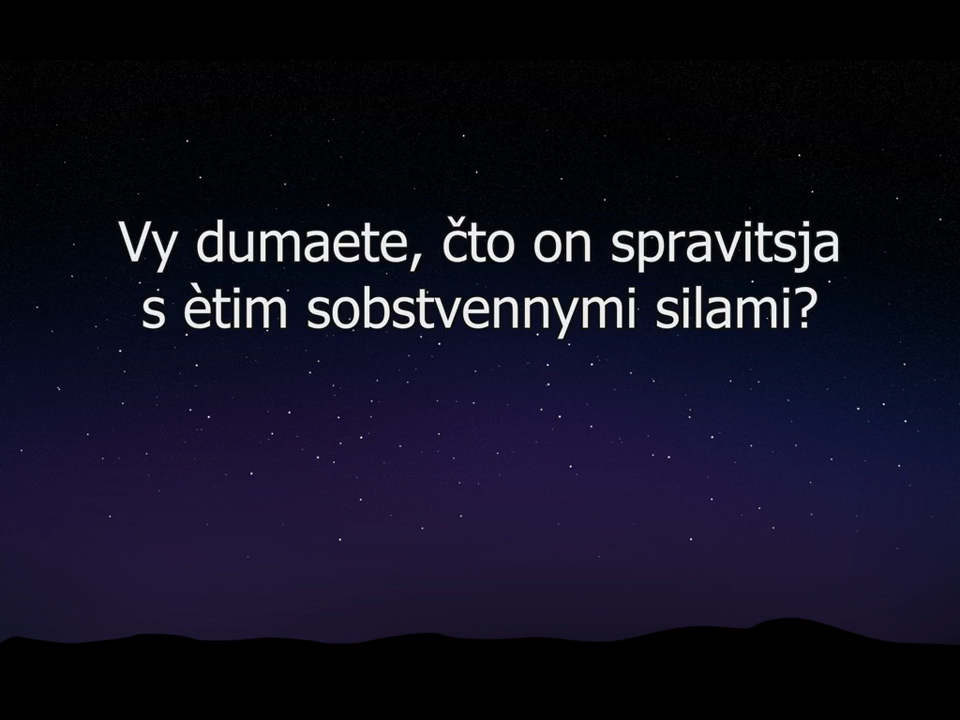 Vy dumaete, čto on spravitsja
s ètim sobstvennymi silami?